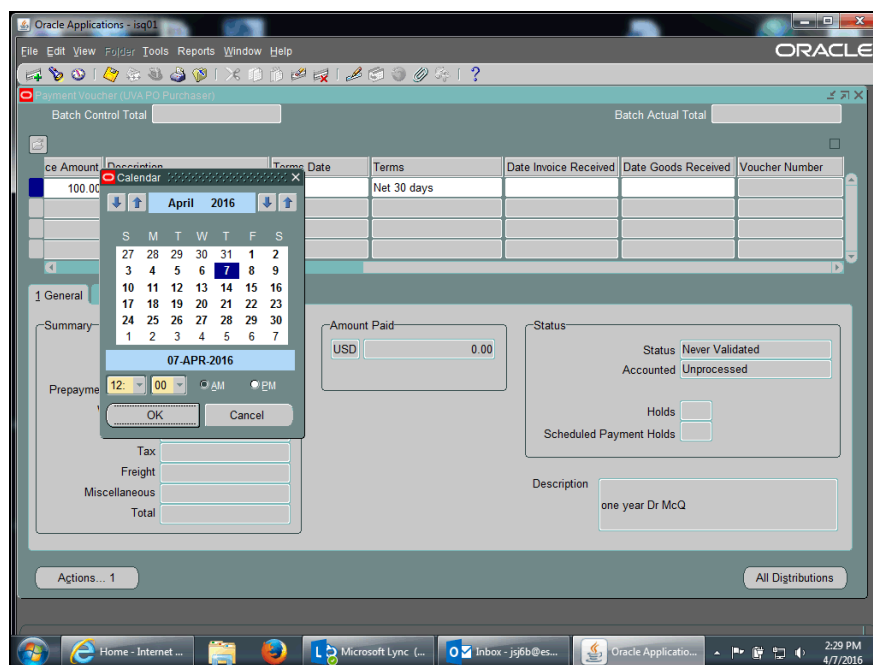 Oracle Applications - isq01
File Edit View Folder Tools Reports Window Help
ORACLE
Payment Voucher (UVA PO Purchaser)
Batch Control Total Batch Actual Total
ce Amount Description Terms Date Terms Date Invoice Received Date Goods Received Voucher Number
100.00 Net 30 days
Calendar
April 2016
S M T W T F S
27 28 29 30 31 1 2
3 4 5 6 7 8 9
10 11 12 13 14 15 16
17 18 19 20 21 22 23
24 25 26 27 28 29 30
1 2 3 4 5 6 7
07-APR-2016
12: 00 AM PM
OK Cancel
1 General
Summary
Prepayme
Tax
Freight
Miscellaneous
Total
Amount Paid
USD 0.00
Status
Status Never Validated
Accounted Unprocessed
Holds
Scheduled Payment Holds
Description
one year Dr McQ
Actions... 1 All Distributions
Home - Internet ... Microsoft Lync (... Inbox - jsj6b@es... Oracle Applicatio... 2:29 PM
4/7/2016